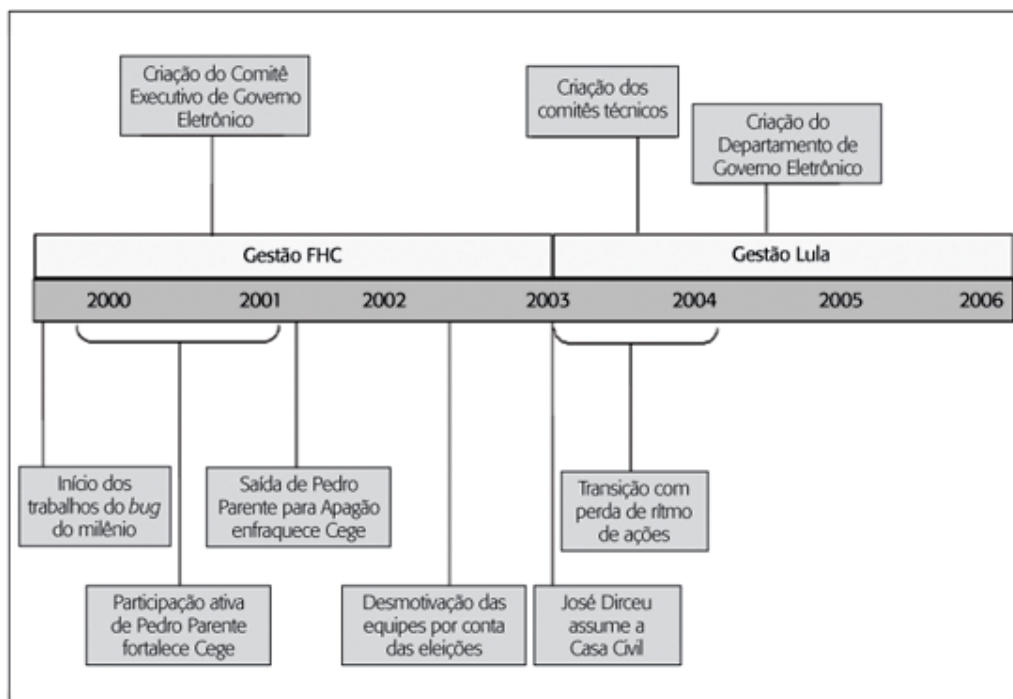 Criação do Comitê
Executivo de Governo
Eletrônico
Criação dos
comitês técnicos
Criação do
Departamento de
Governo Eletrônico
Gestão FHC
Gestão Lula
2000
2001
2002
2003
2004
2005
2006
Início dos
trabalhos do bug
do milênio
Saída de Pedro
Parente para Apagão
enfraquece Cege
Transição com
perda de rítmo
de ações
Participação ativa
de Pedro Parente
fortalece Cege
Desmotivação das
equipes por conta
das eleições
José Dirceu
assume a
Casa Civil